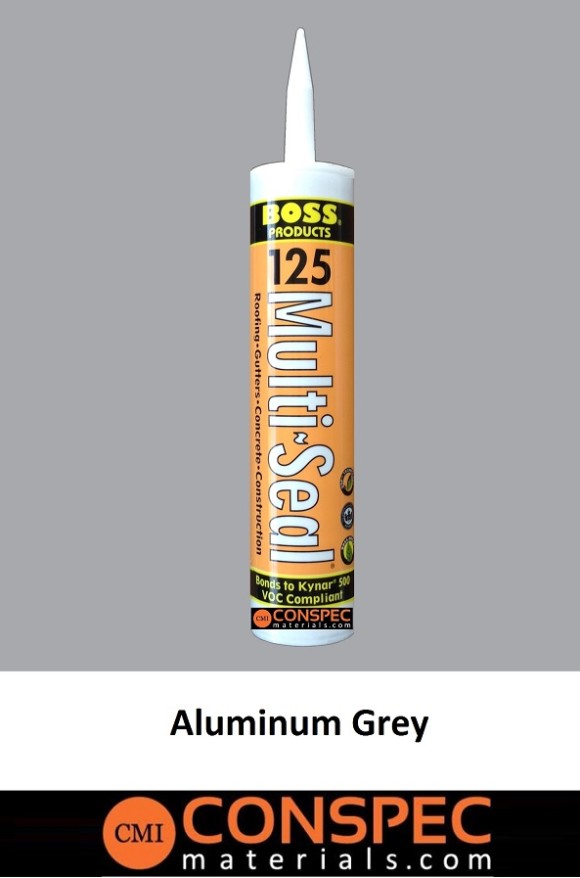 BOSS®
PRODUCTS
125
Multi~Seal®
Roofing•Gutters•Concrete•Construction
Bonds to Kynar® 500
VOC Compliant
CMI CONSPEC
materials.com
Aluminum Grey
CMI CONSPEC
materials.com